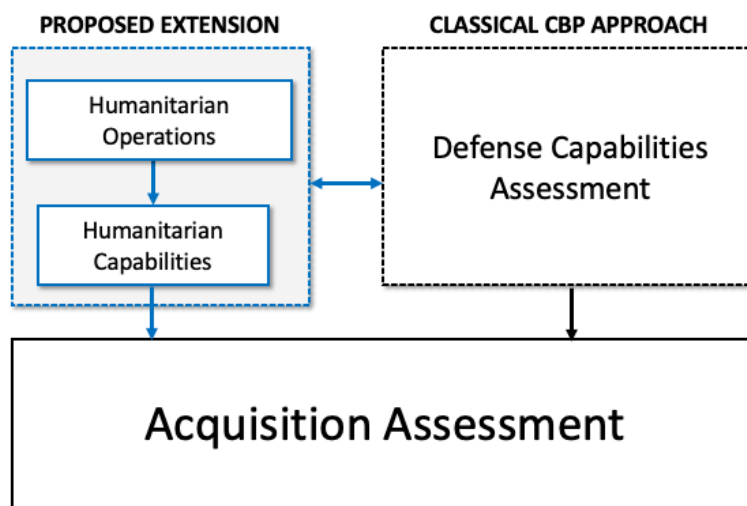 PROPOSED EXTENSION
Humanitarian
Operations
Humanitarian
Capabilities
CLASSICAL CBP APPROACH
Defense Capabilities
Assessment
Acquisition Assessment